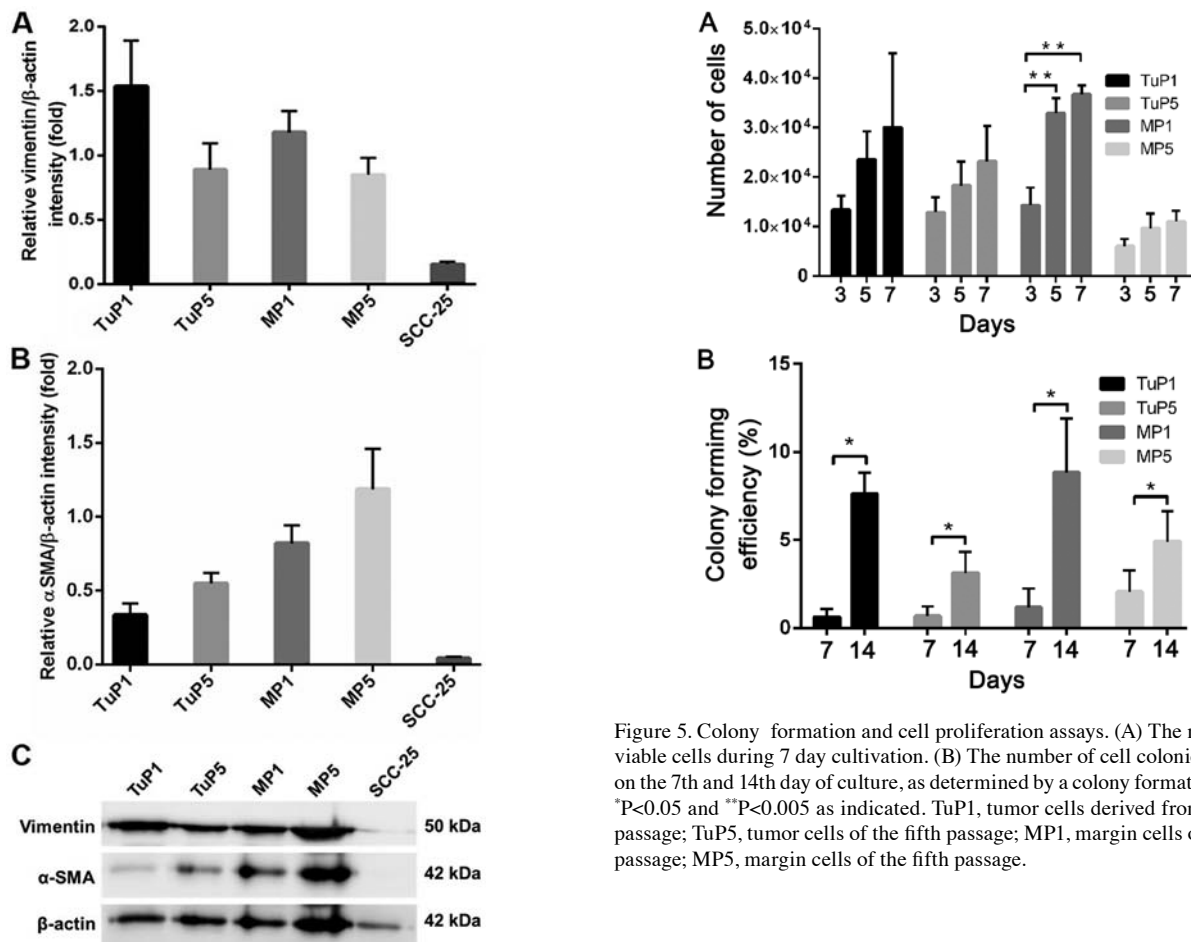 A
Relative vimentin/β-actin
intensity (fold)
2.0
1.5
1.0
0.5
0.0
TuP1
TuP5
MP1
MP5
SCC-25
B
Relative αSMA/β-actin intensity (fold)
2.0
1.5
1.0
0.5
0.0
TuP1
TuP5
MP1
MP5
SCC-25
C
TuP1
TuP5
MP1
MP5
SCC-25
Vimentin
50 kDa
α-SMA
42 kDa
β-actin
42 kDa
A
Number of cells
5.0×10⁴
4.0×10⁴
3.0×10⁴
2.0×10⁴
1.0×10⁴
0
* *
* *
TuP1
TuP5
MP1
MP5
3 5 7 3 5 7 3 5 7 3 5 7
Days
B
Colony formimg
efficiency (%)
15
10
5
0
*
*
*
*
TuP1
TuP5
MP1
MP5
7 14 7 14 7 14 7 14
Days
Figure 5. Colony formation and cell proliferation assays. (A) The
viable cells during 7 day cultivation. (B) The number of cell
on the 7th and 14th day of culture, as determined by a colony
*P<0.05 and **P<0.005 as indicated. TuP1, tumor cells derived
passage; TuP5, tumor cells of the fifth passage; MP1, margin cells
passage; MP5, margin cells of the fifth passage.